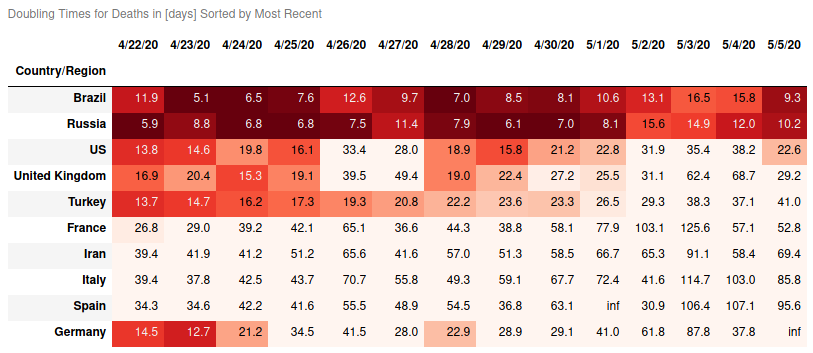 Doubling Times for Deaths in [days] Sorted by Most Recent
4/22/20 4/23/20 4/24/20 4/25/20 4/26/20 4/27/20 4/28/20 4/29/20 4/30/20 5/1/20 5/2/20 5/3/20 5/4/20 5/5/20
Country/Region
Brazil 11.9 5.1 6.5 7.6 12.6 9.7 7.0 8.5 8.1 10.6 13.1 16.5 15.8 9.3
Russia 5.9 8.8 6.8 6.8 7.5 11.4 7.9 6.1 7.0 8.1 15.6 14.9 12.0 10.2
US 13.8 14.6 19.8 16.1 33.4 28.0 18.9 15.8 21.2 22.8 31.9 35.4 38.2 22.6
United Kingdom 16.9 20.4 15.3 19.1 39.5 49.4 19.0 22.4 27.2 25.5 31.1 62.4 68.7 29.2
Turkey 13.7 14.7 16.2 17.3 19.3 20.8 22.2 23.6 23.3 26.5 29.3 38.3 37.1 41.0
France 26.8 29.0 39.2 42.1 65.1 36.6 44.3 38.8 58.1 77.9 103.1 125.6 57.1 52.8
Iran 39.4 41.9 41.2 51.2 65.6 41.6 57.0 51.3 58.5 66.7 65.3 91.1 58.4 69.4
Italy 39.4 37.8 42.5 43.7 70.7 55.8 49.3 59.1 67.7 72.4 41.6 114.7 103.0 85.8
Spain 34.3 34.6 42.2 41.6 55.5 48.9 54.5 36.8 63.1 inf 30.9 106.4 107.1 95.6
Germany 14.5 12.7 21.2 34.5 41.5 28.0 22.9 28.9 29.1 41.0 61.8 87.8 37.8 inf